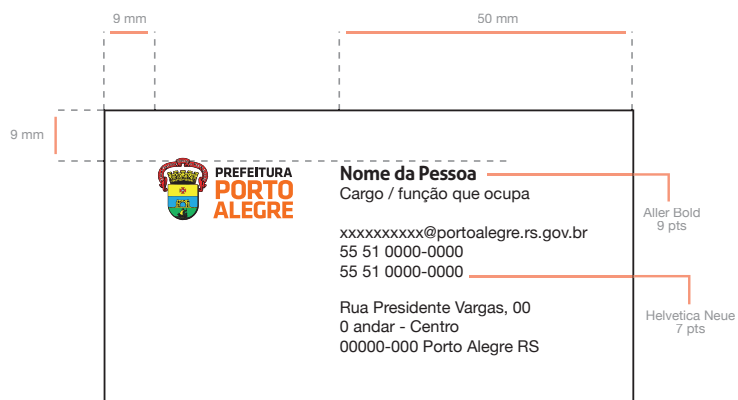 9 mm
50 mm
9 mm
PREFEITURA
PORTO
ALEGRE
Nome da Pessoa
Cargo / função que ocupa
xxxxxxxxxx@portoalegre.rs.gov.br
55 51 0000-0000
55 51 0000-0000
Rua Presidente Vargas, 00
0 andar - Centro
00000-000 Porto Alegre RS
Aller Bold
9 pts
Helvetica Neue
7 pts